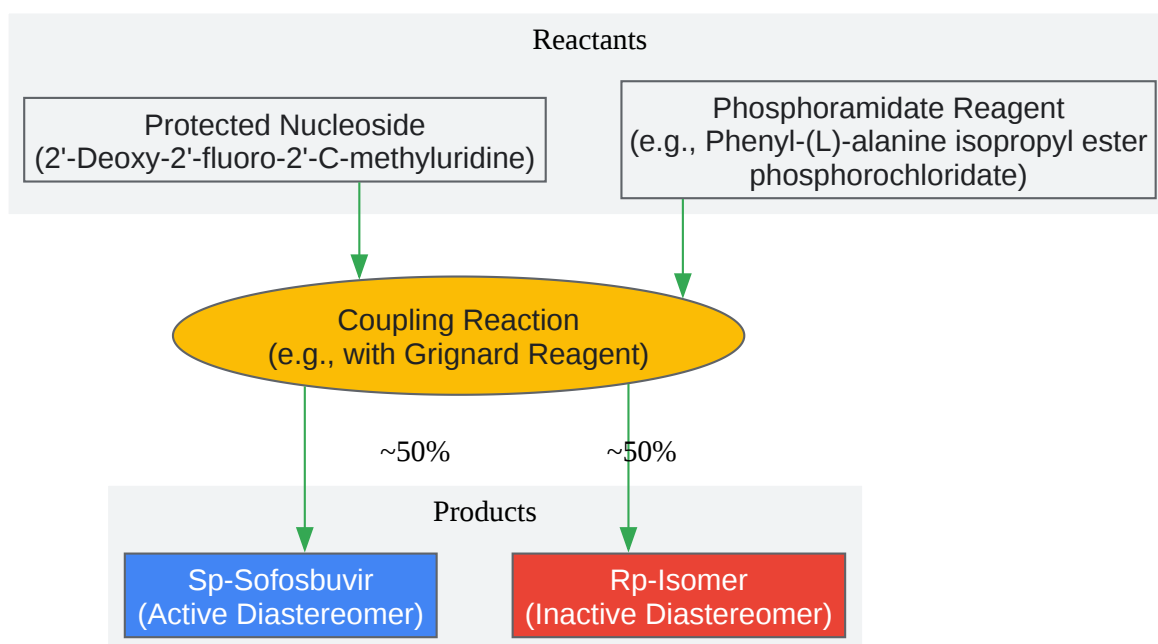 Reactants
Protected Nucleoside
(2'-Deoxy-2'-fluoro-2'-C-methyluridine)
Phosphoramidate Reagent
(e.g., Phenyl-(L)-alanine isopropyl ester
phosphorochloridate)
Coupling Reaction
(e.g., with Grignard Reagent)
~50%
~50%
Products
Sp-Sofosbuvir
(Active Diastereomer)
Rp-Isomer
(Inactive Diastereomer)